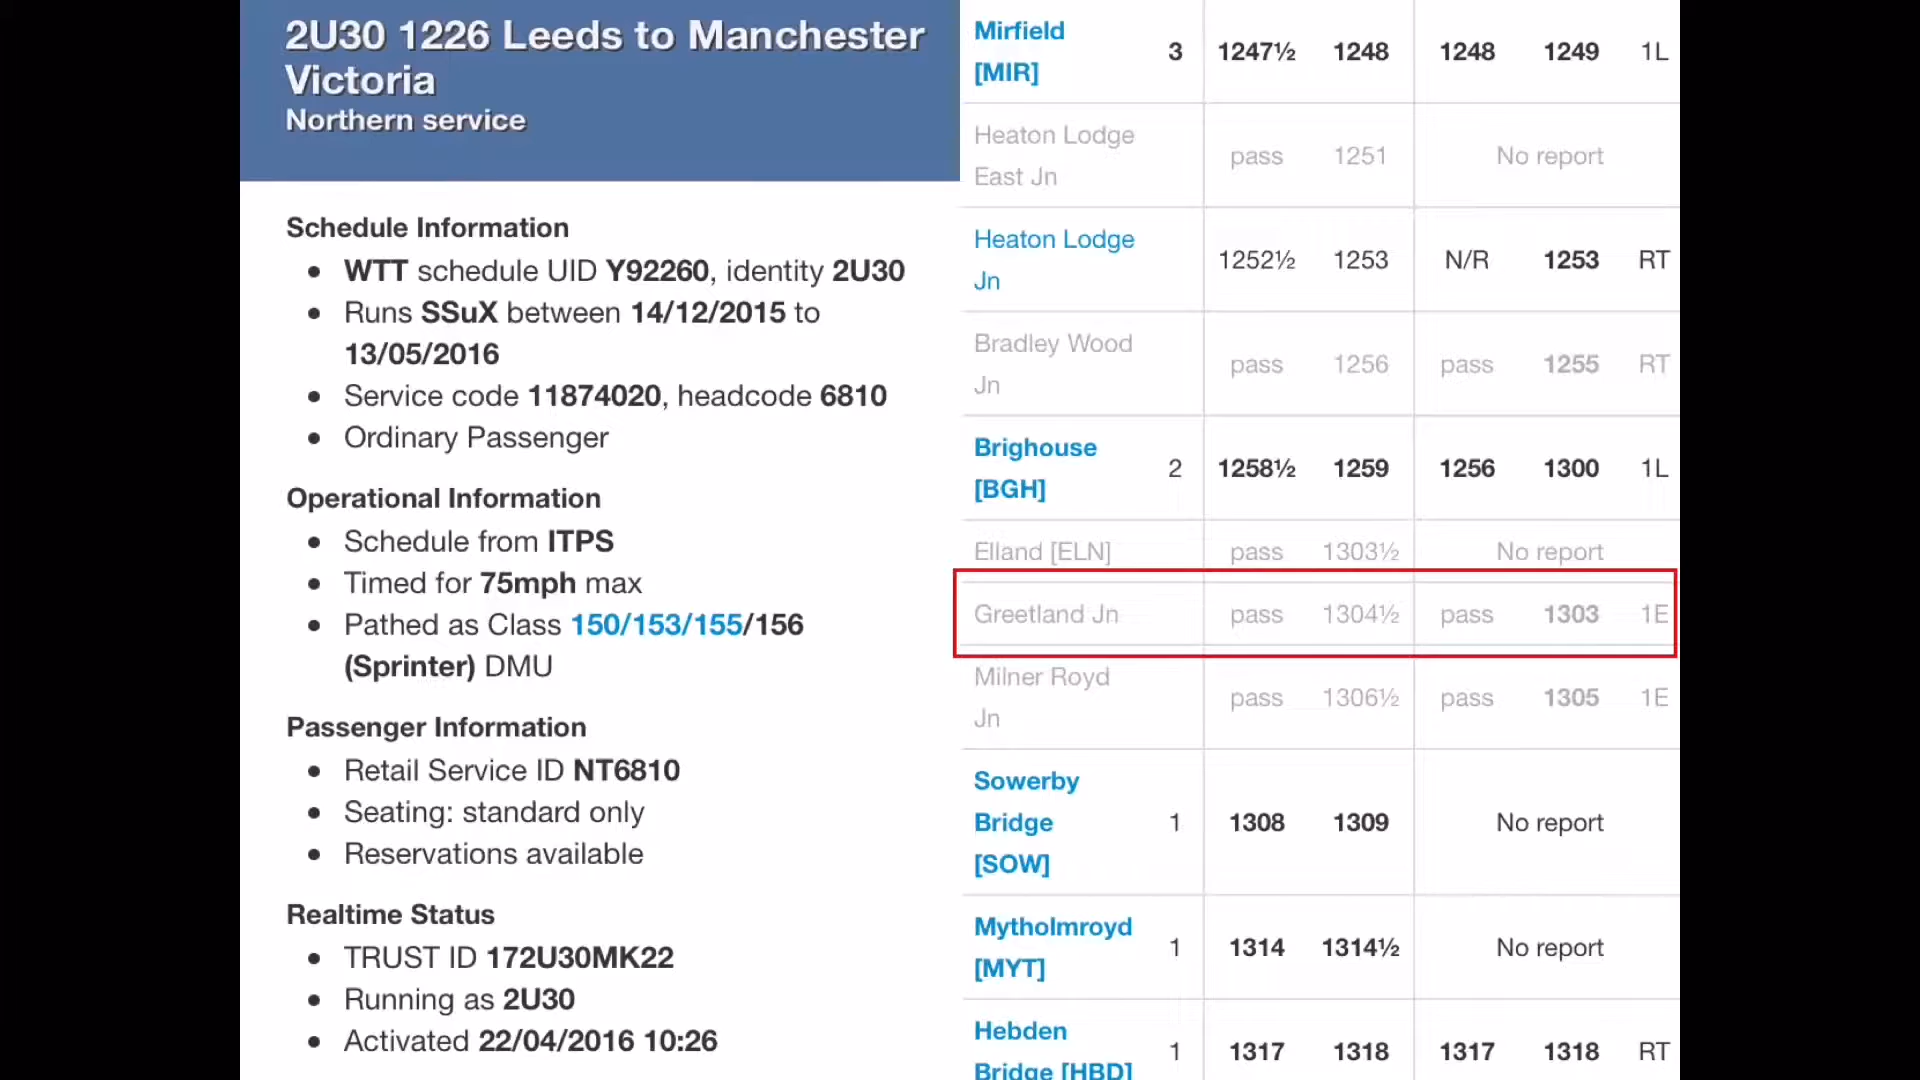 2U30 1226 Leeds to Manchester
Victoria
Northern service
Schedule Information
WTT schedule UID Y92260, identity 2U30
Runs SSuX between 14/12/2015 to
13/05/2016
Service code 11874020, headcode 6810
Ordinary Passenger
Operational Information
Schedule from ITPS
Timed for 75mph max
Pathed as Class 150/153/155/156
(Sprinter) DMU
Passenger Information
Retail Service ID NT6810
Seating: standard only
Reservations available
Realtime Status
TRUST ID 172U30MK22
Running as 2U30
Activated 22/04/2016 10:26
Mirfield
[MIR] 3 1247½ 1248 1248 1249 1L
Heaton Lodge
East Jn pass 1251 No report
Heaton Lodge
Jn 1252½ 1253 N/R 1253 RT
Bradley Wood
Jn pass 1256 pass 1255 RT
Brighouse
[BGH] 2 1258½ 1259 1256 1300 1L
Elland [ELN] pass 1303½ No report
Greetland Jn pass 1304½ pass 1303 1E
Milner Royd
Jn pass 1306½ pass 1305 1E
Sowerby
Bridge 1 1308 1309 No report
[SOW]
Mytholmroyd
[MYT] 1 1314 1314½ No report
Hebden
Bridge [HBD] 1 1317 1318 1317 1318 RT